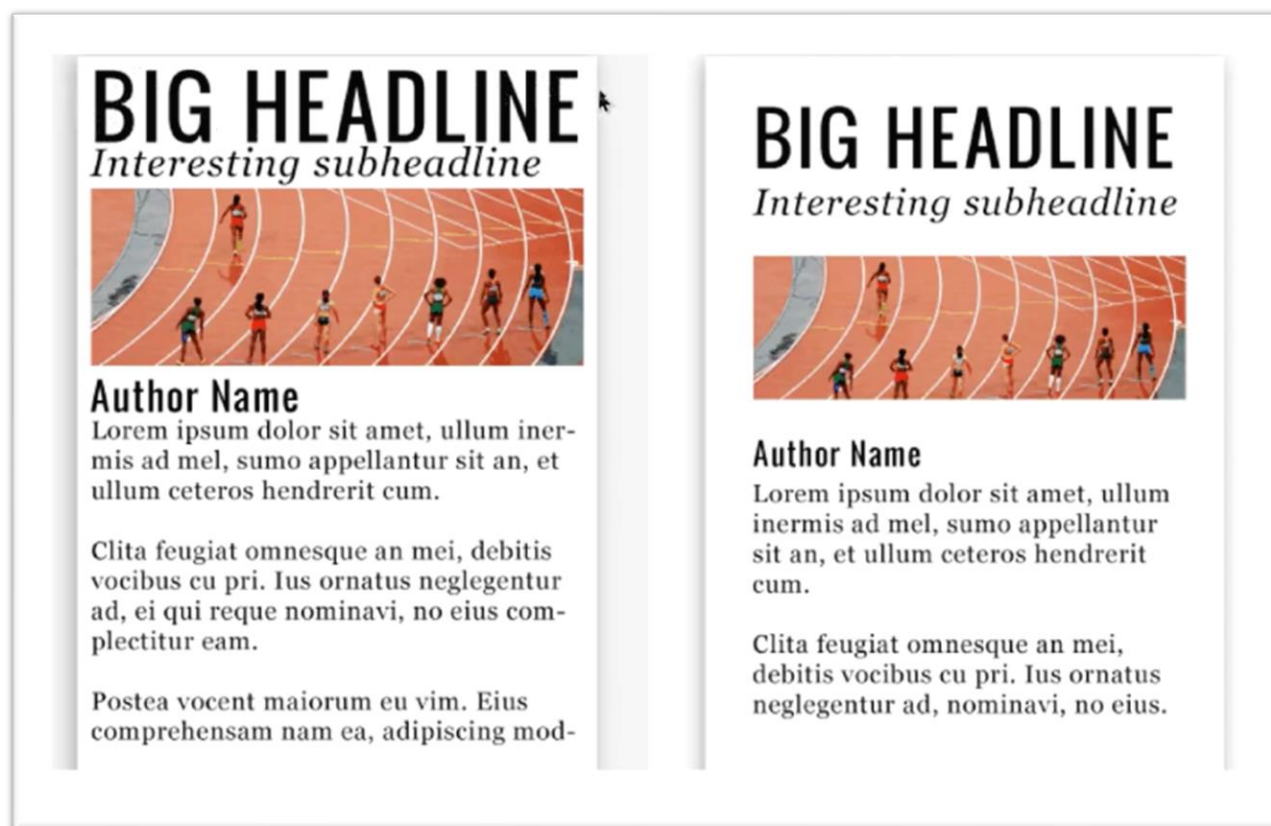 BIG HEADLINE
Interesting subheadline
Author Name
Lorem ipsum dolor sit amet, ullum iner-
mis ad mel, sumo appellantur sit an, et
ullum ceteros hendrerit cum.
Clita feugiat omnesque an mei, debitis
vocibus cu pri. Ius ornatus neglegentur
ad, ei qui reque nominavi, no eius com-
plectitur eam.
Postea vocent maiorum eu vim. Eius
comprehensam nam ea, adipiscing mod-
BIG HEADLINE
Interesting subheadline
Author Name
Lorem ipsum dolor sit amet, ullum
inermis ad mel, sumo appellantur
sit an, et ullum ceteros hendrerit
cum.
Clita feugiat omnesque an mei,
debitis vocibus cu pri. Ius ornatus
neglegentur ad, nominavi, no eius.